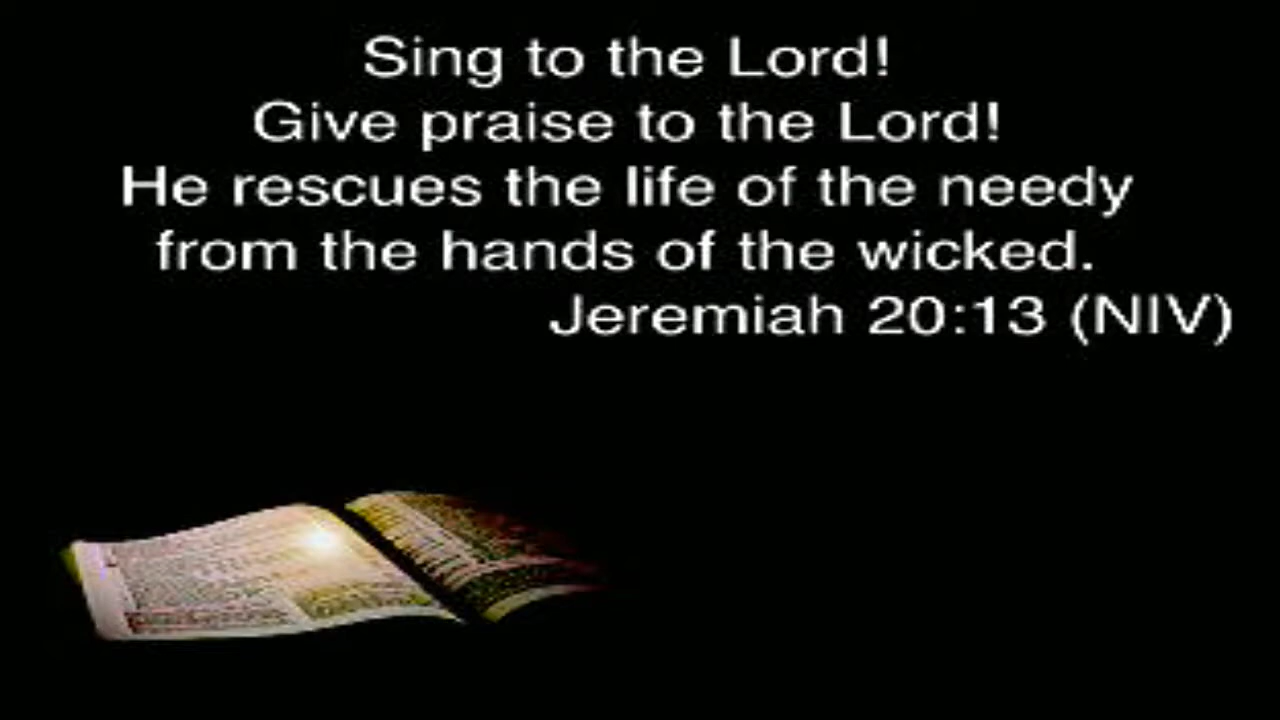 Sing to the Lord!
Give praise to the Lord!
He rescues the life of the needy
from the hands of the wicked.
Jeremiah 20:13 (NIV)